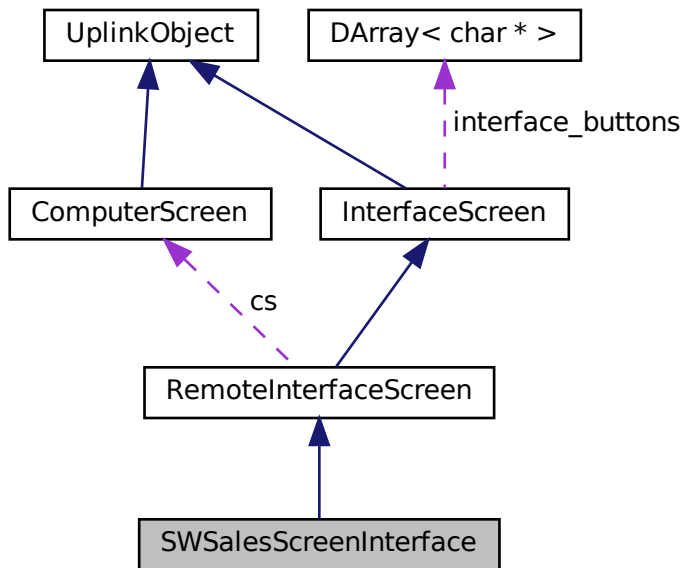 UplinkObject
DArray< char * >
interface_buttons
ComputerScreen
InterfaceScreen
cs
RemoteInterfaceScreen
SWSalesScreenInterface